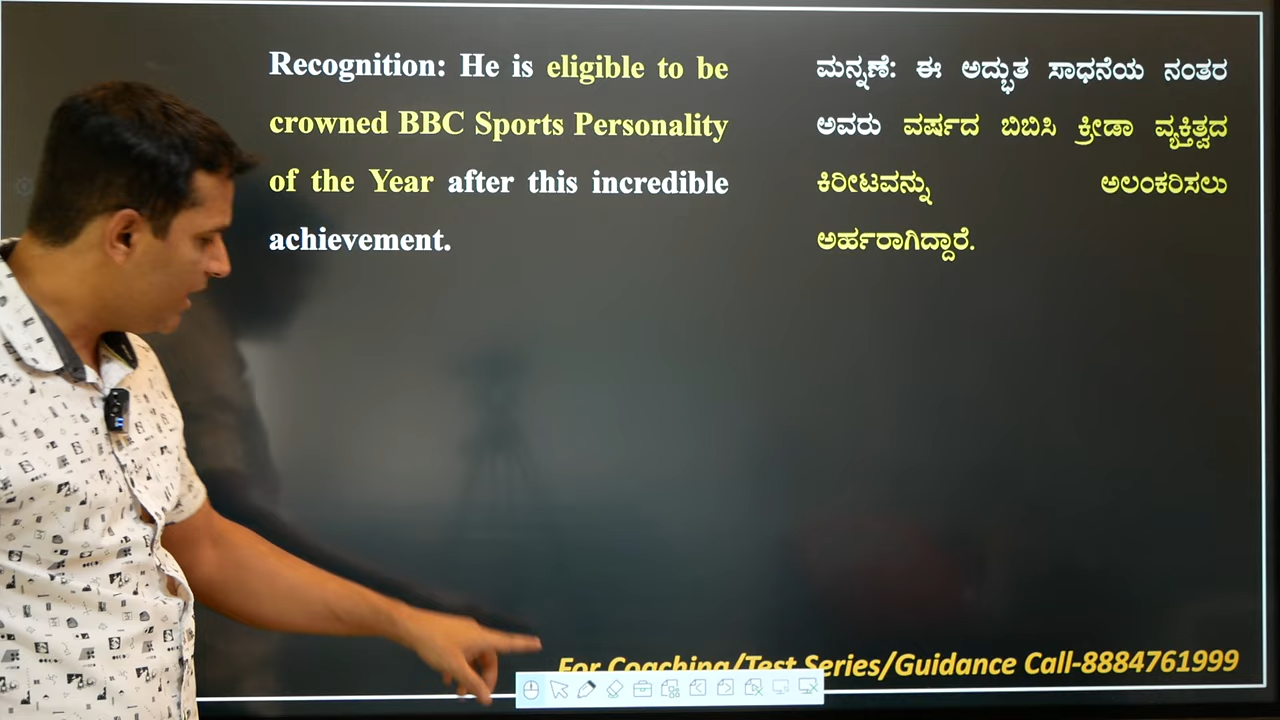 Recognition: He is eligible to be
crowned BBC Sports Personality
of the Year after this incredible
achievement.
ಮನ್ನಣೆ: ಈ ಅದ್ಭುತ ಸಾಧನೆಯ ನಂತರ
ಅವರು ವರ್ಷದ ಬಿಬಿಸಿ ಕ್ರೀಡಾ ವ್ಯಕ್ತಿತ್ವದ
ಕಿರೀಟವನ್ನು ಅಲಂಕರಿಸಲು
ಅರ್ಹರಾಗಿದ್ದಾರೆ.
For Coaching/Test Series/Guidance Call-8884761999